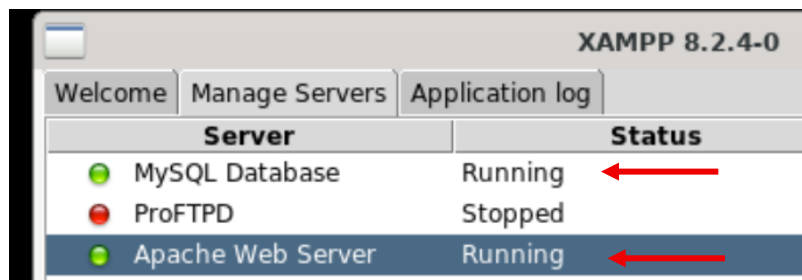 XAMPP 8.2.4-0
Welcome Manage Servers Application log
Server Status
MySQL Database Running
ProFTPD Stopped
Apache Web Server Running